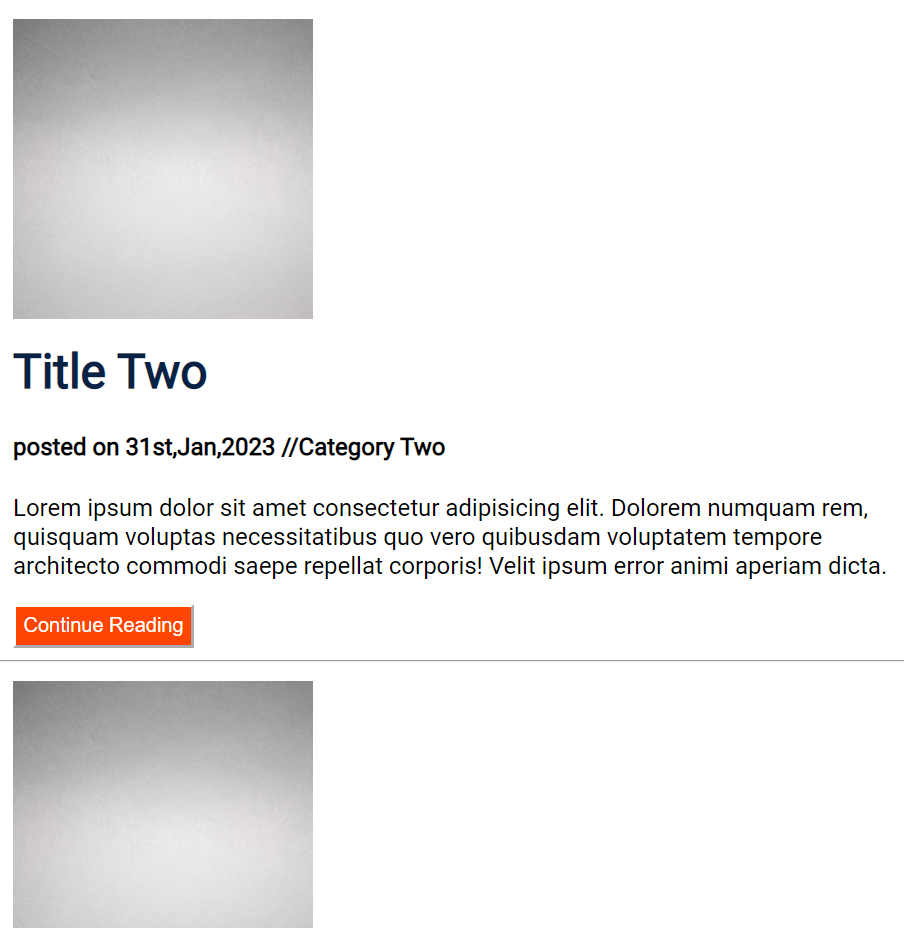 Title Two
posted on 31st,Jan,2023 //Category Two
Lorem ipsum dolor sit amet consectetur adipisicing elit. Dolorem numquam rem,
quisquam voluptas necessitatibus quo vero quibusdam voluptatem tempore
architecto commodi saepe repellat corporis! Velit ipsum error animi aperiam dicta.
Continue Reading